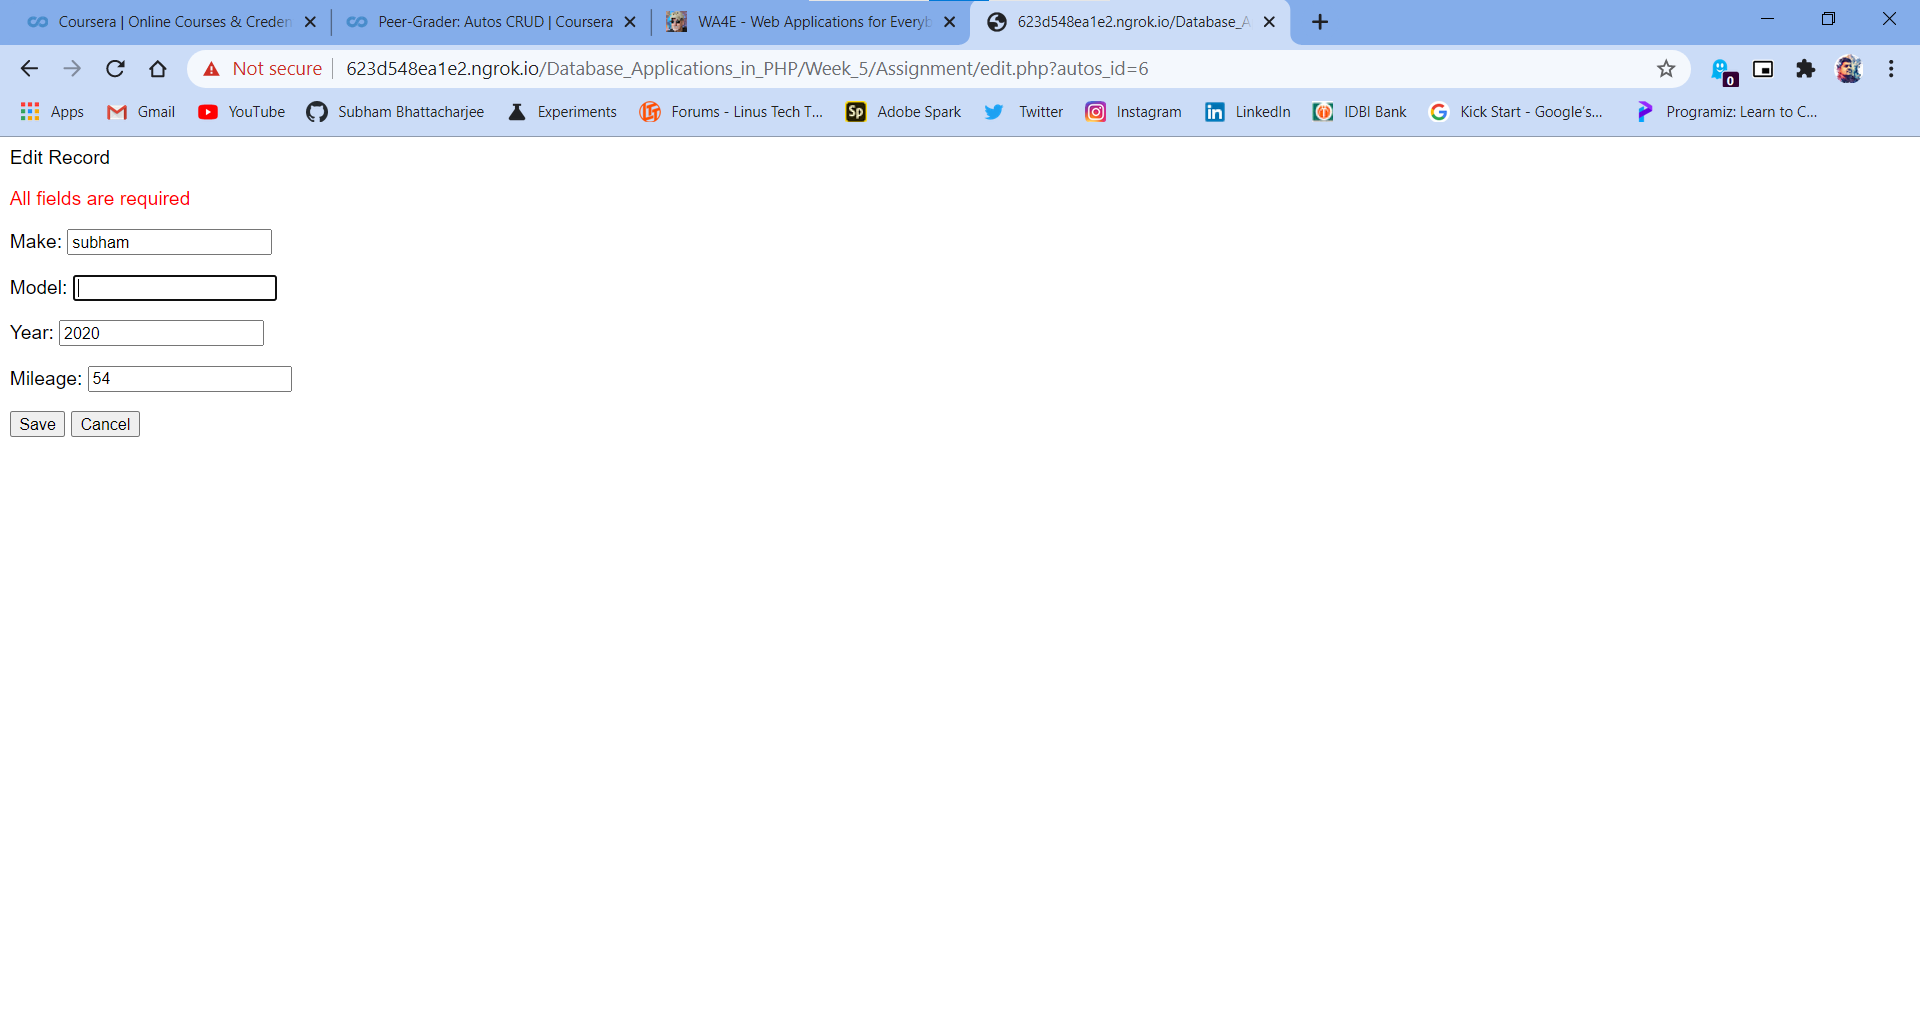 Coursera | Online Courses & Creden
Peer-Grader: Autos CRUD | Coursera
WA4E - Web Applications for Everyb
623d548ea1e2.ngrok.io/Database_A
Not secure
623d548ea1e2.ngrok.io/Database_Applications_in_PHP/Week_5/Assignment/edit.php?autos_id=6
0
Apps
Gmail
YouTube
Subham Bhattacharjee
Experiments
Forums - Linus Tech T...
Sp
Adobe Spark
Twitter
Instagram
LinkedIn
IDBI Bank
Kick Start - Google's...
Programiz: Learn to C...
Edit Record
All fields are required
Make: subham
Model:
Year: 2020
Mileage: 54
Save Cancel